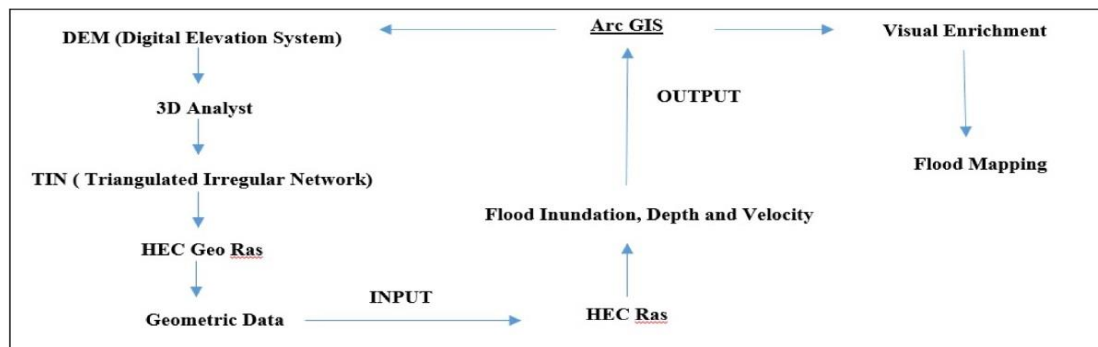 DEM (Digital Elevation System)
Arc GIS
Visual Enrichment
3D Analyst
OUTPUT
TIN ( Triangulated Irregular Network)
Flood Mapping
Flood Inundation, Depth and Velocity
HEC Geo Ras
INPUT
Geometric Data
HEC Ras